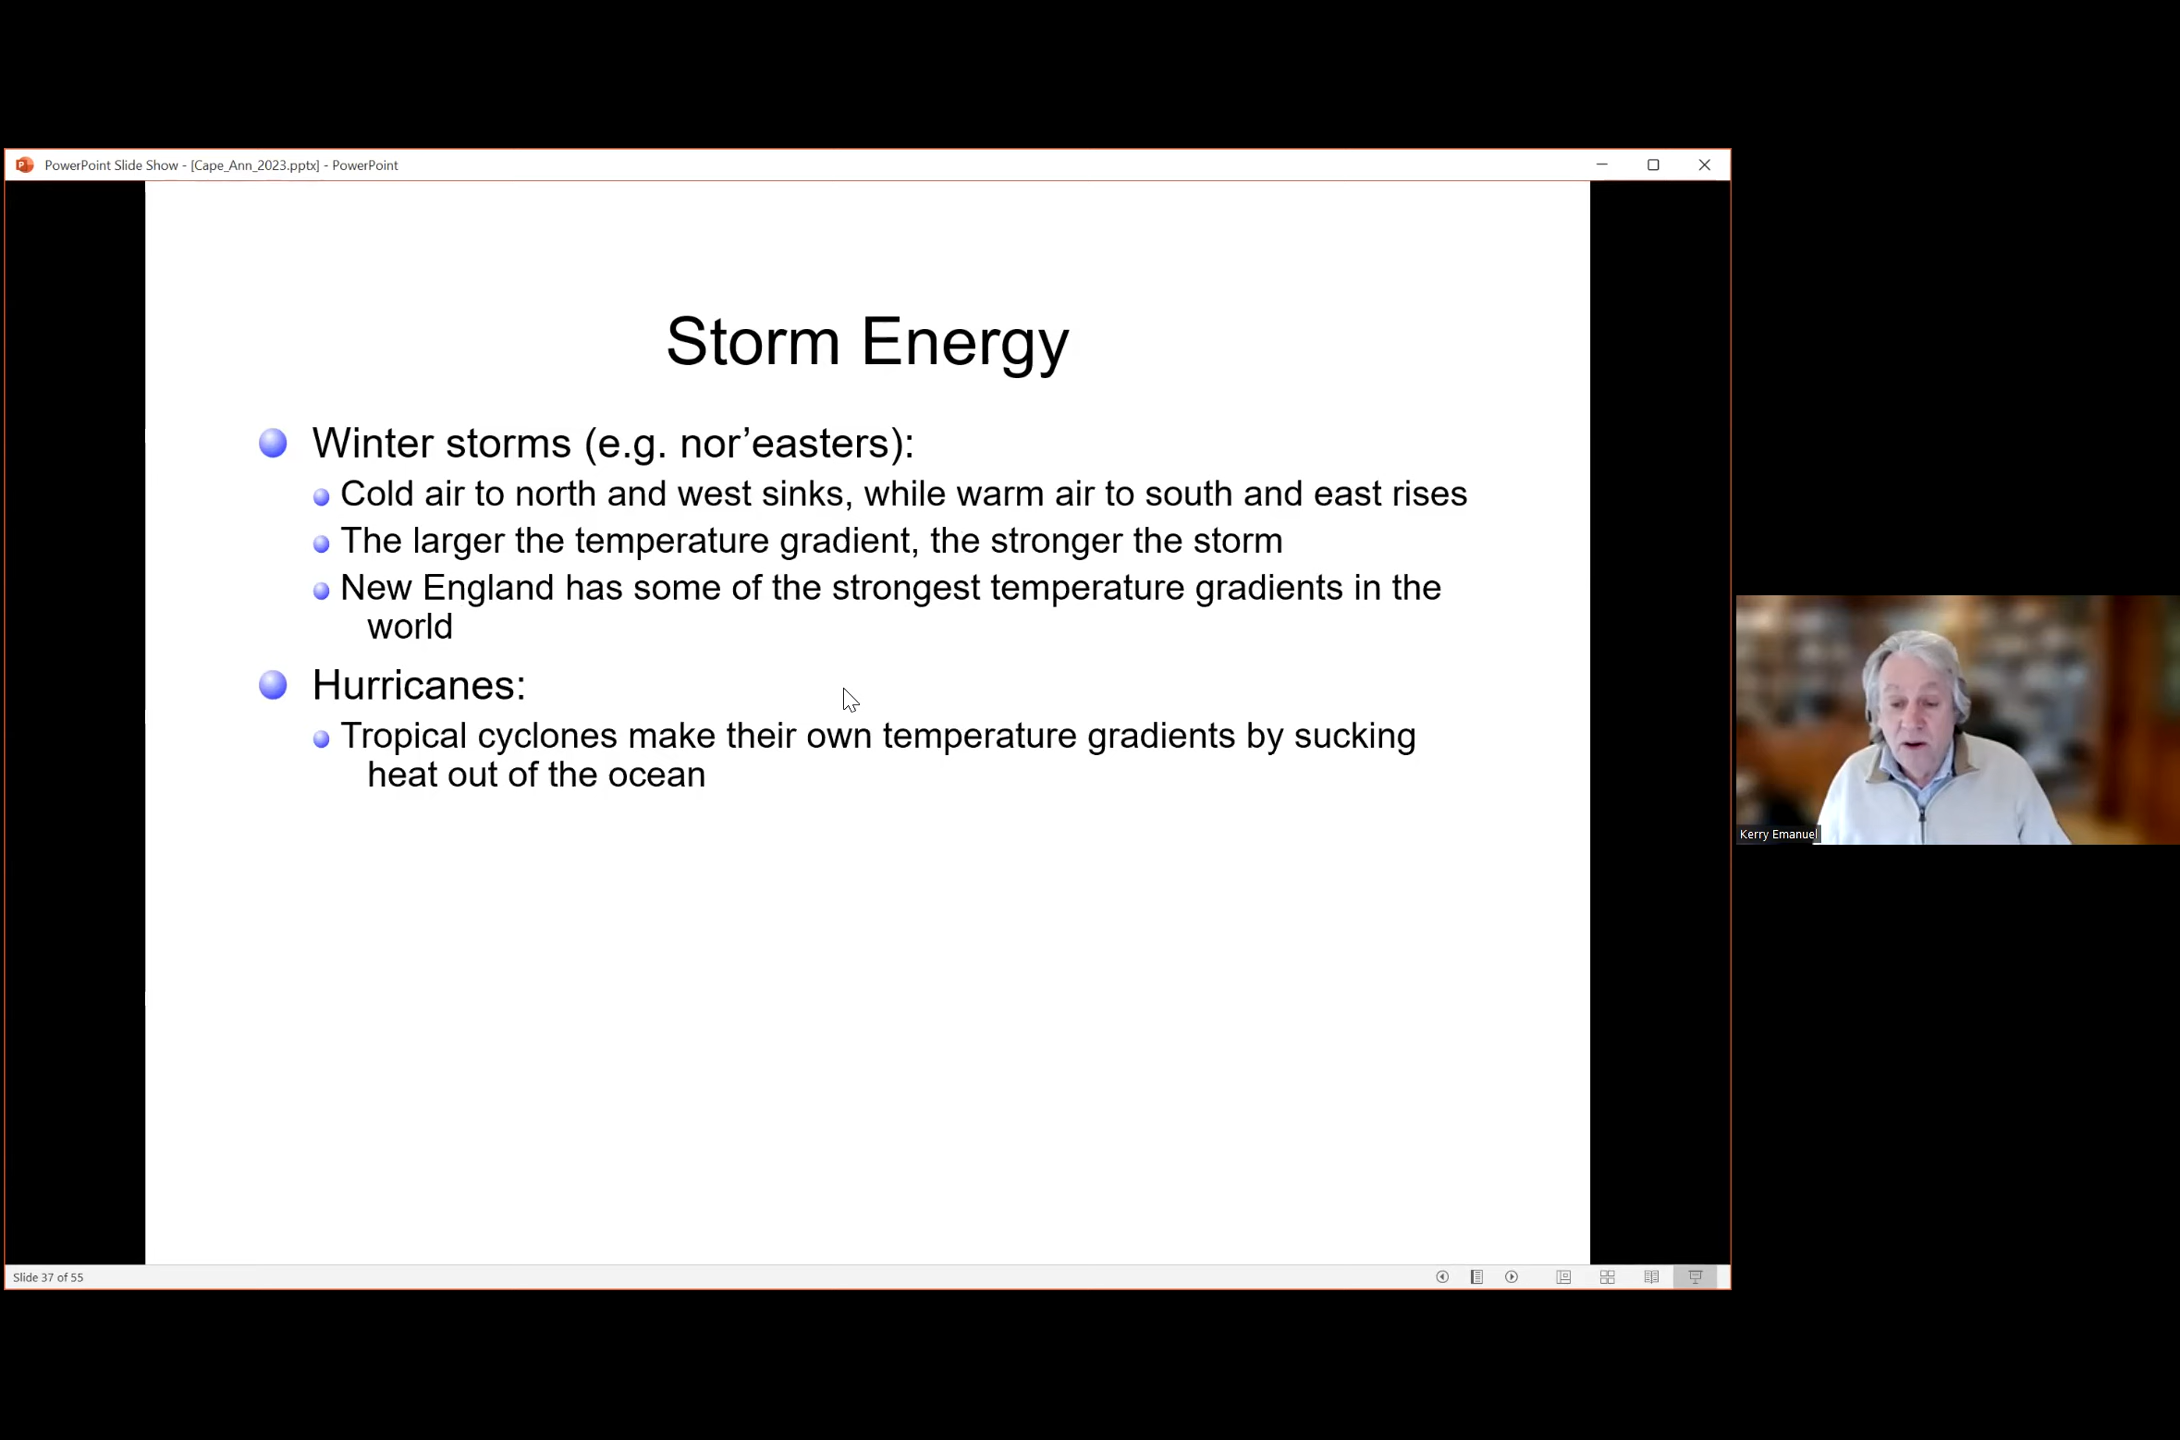 PowerPoint Slide Show - [Cape_Ann_2023.pptx] - PowerPoint
Storm Energy
Winter storms (e.g. nor’easters):
Cold air to north and west sinks, while warm air to south and east rises
The larger the temperature gradient, the stronger the storm
New England has some of the strongest temperature gradients in the
world
Hurricanes:
Tropical cyclones make their own temperature gradients by sucking
heat out of the ocean
Kerry Emanuel
Slide 37 of 55